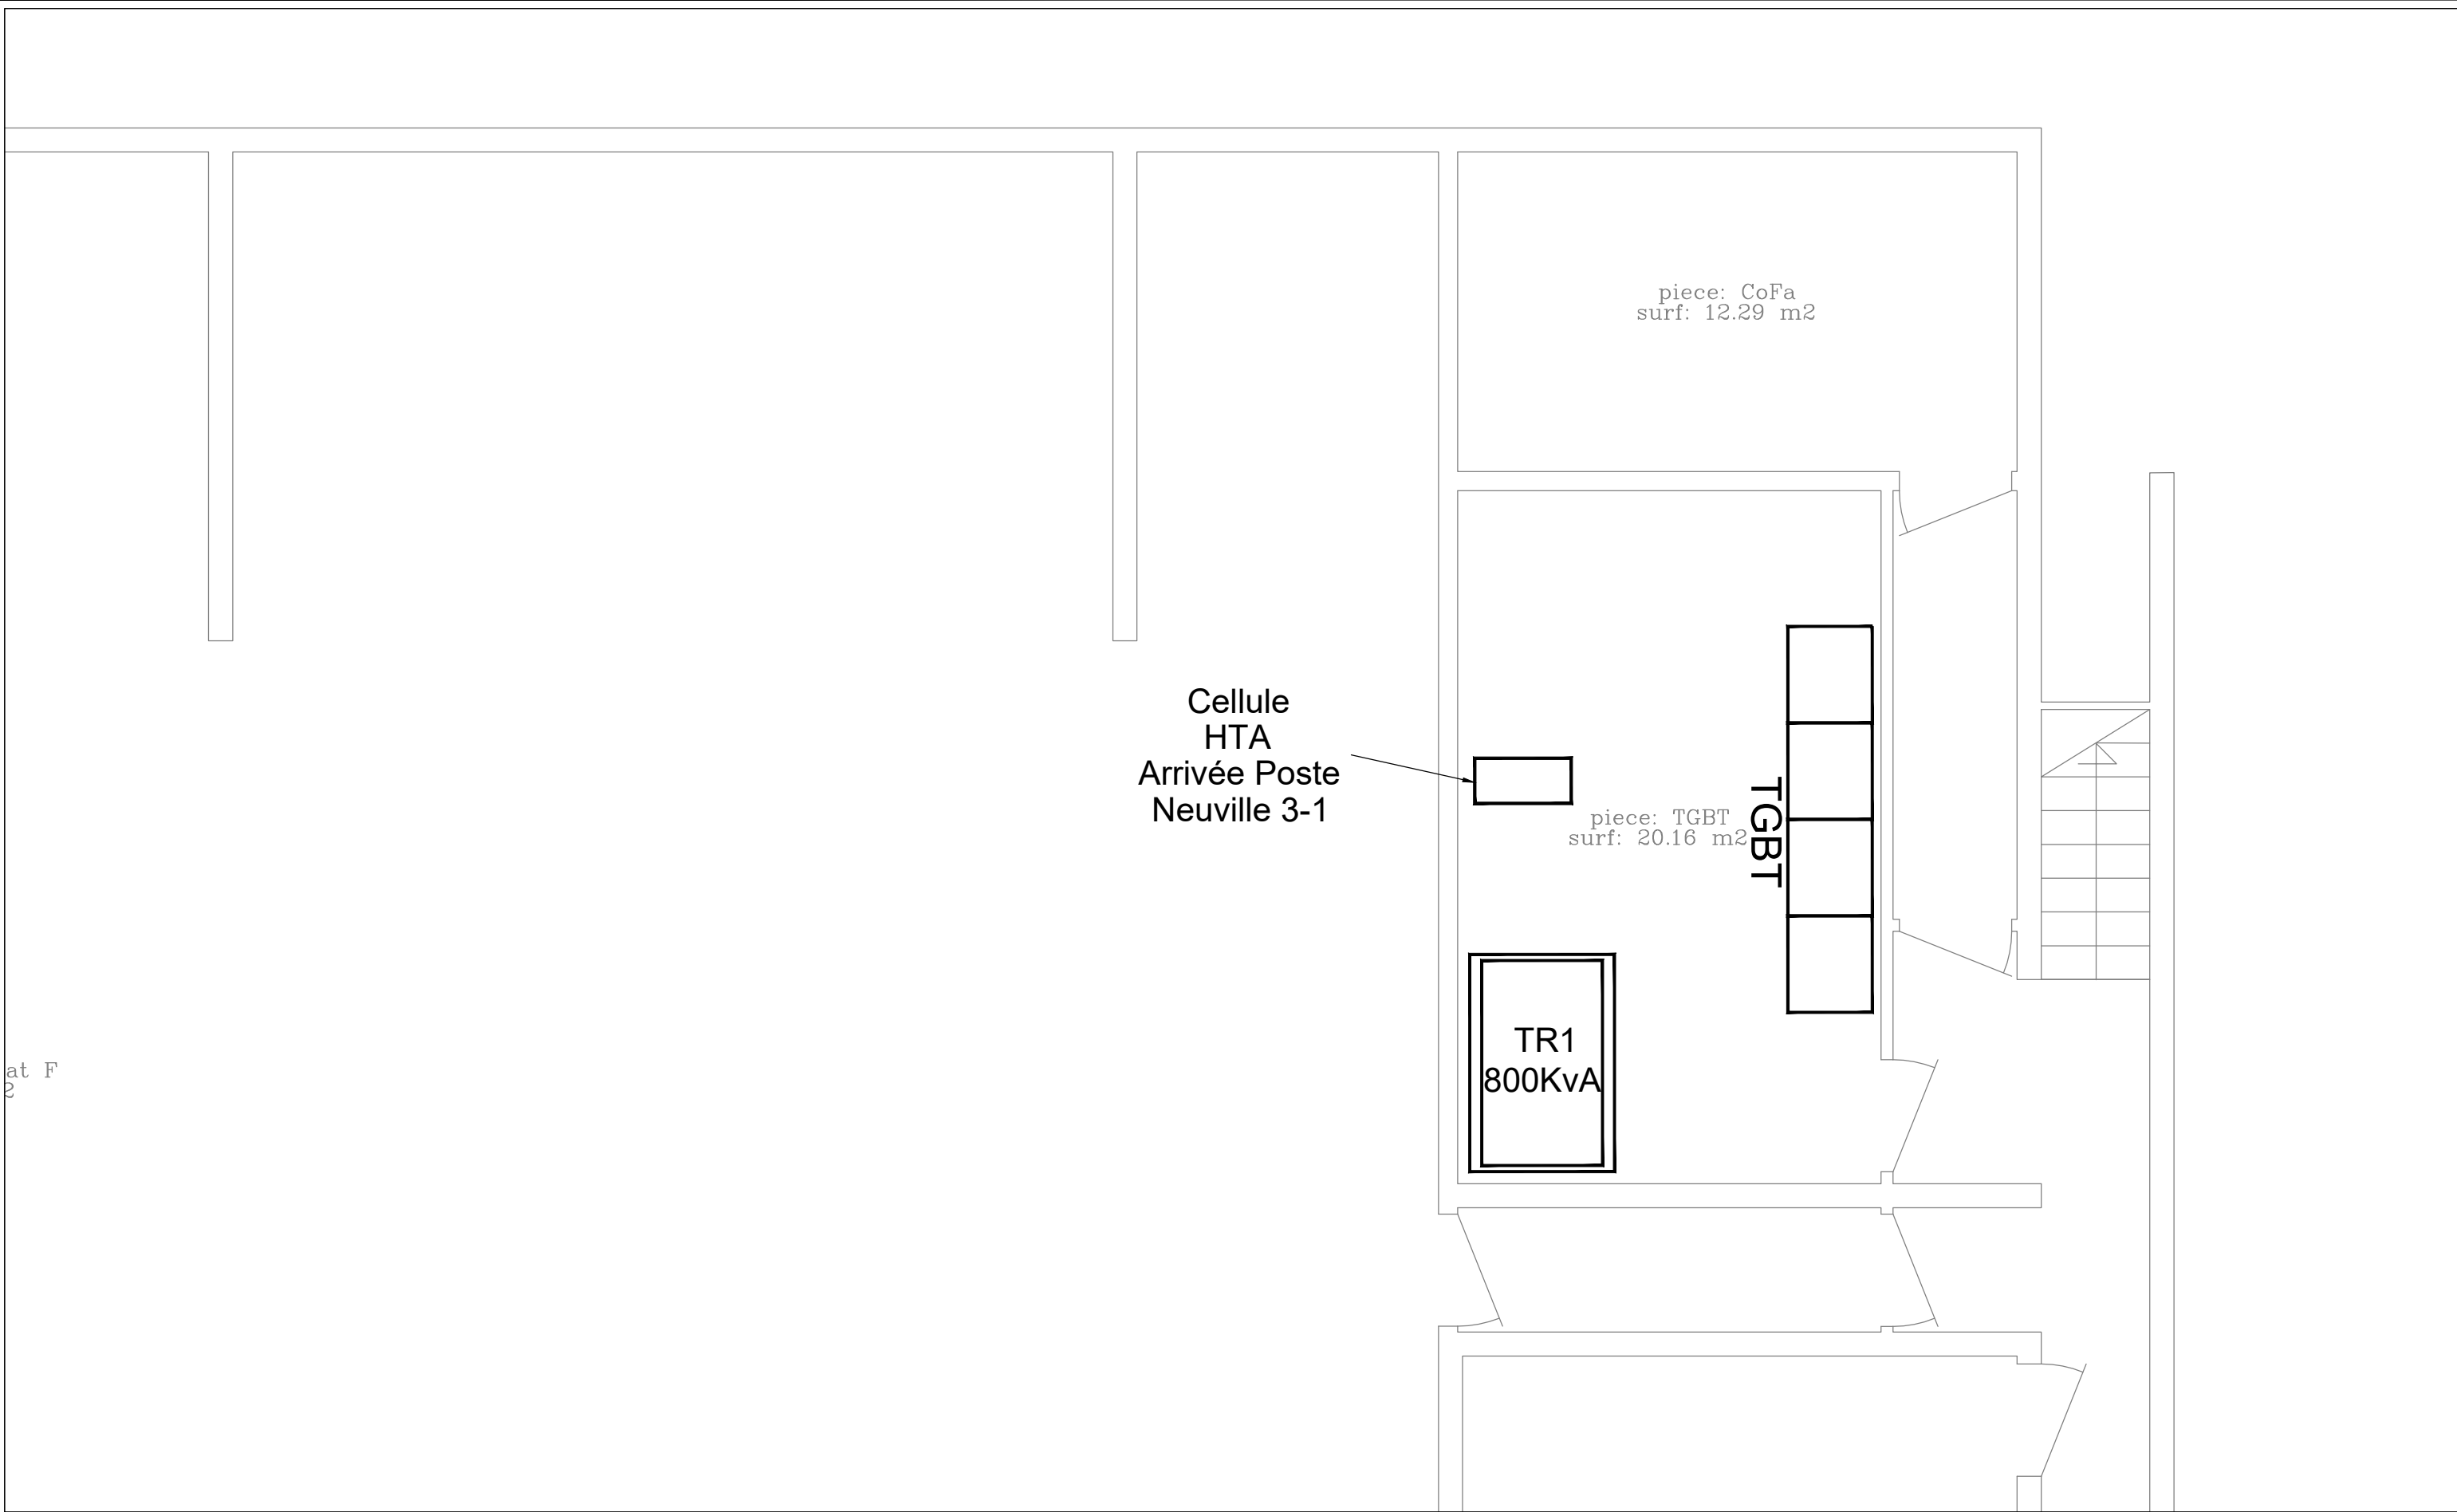 piece: CoFa
surf: 12.29 m2
Cellule
HTA
Arrivée Poste
Neuville 3-1
piece: TGBT
surf: 20.16 m2
TGBT
TR1
800KvA
at F
2